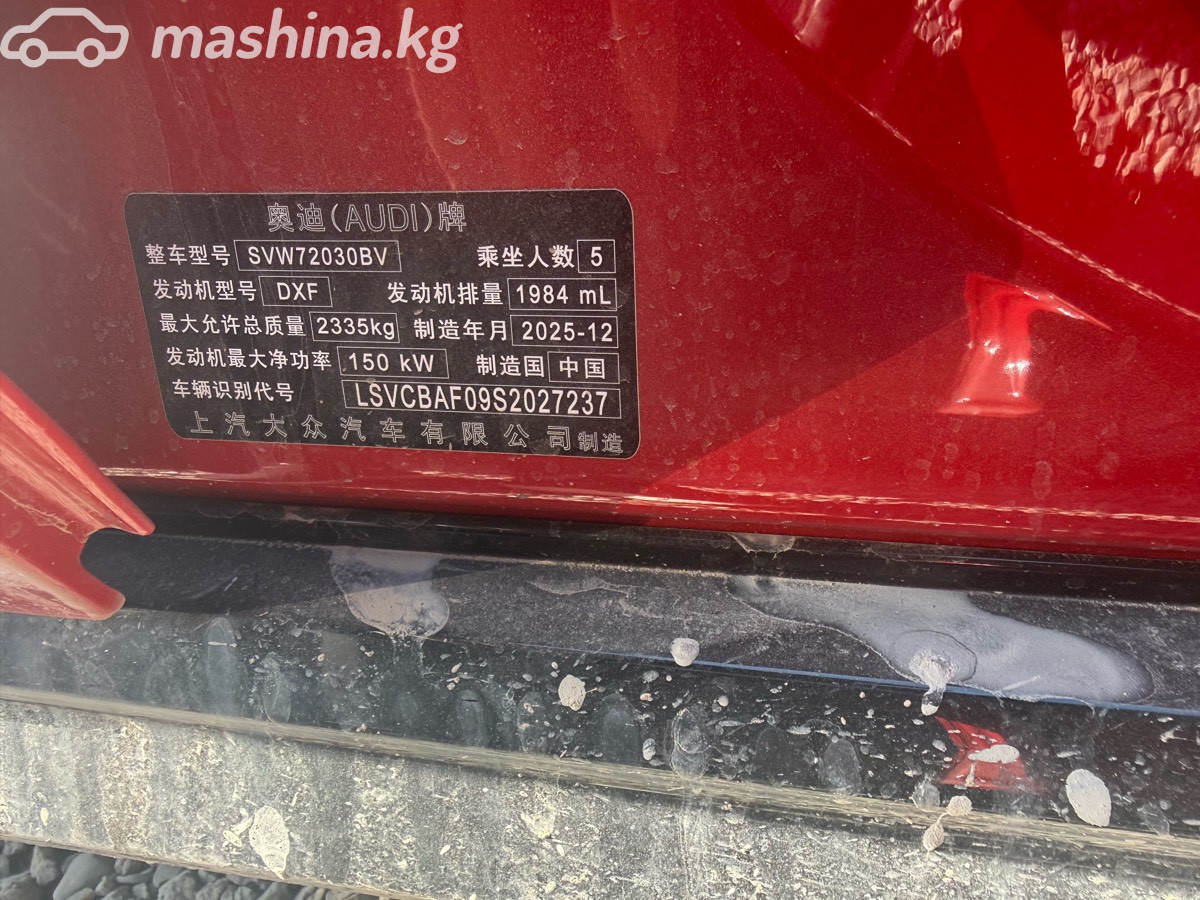 mashina.kg
奥迪(AUDI)牌
整车型号 SVW72030BV 乘坐人数 5
发动机型号 DXF 发动机排量 1984 mL
最大允许总质量 2335kg 制造年月 2025-12
发动机最大净功率 150 kW 制造国 中国
车辆识别代号 LSVCBAF09S2027237
上汽大众汽车有限公司制造